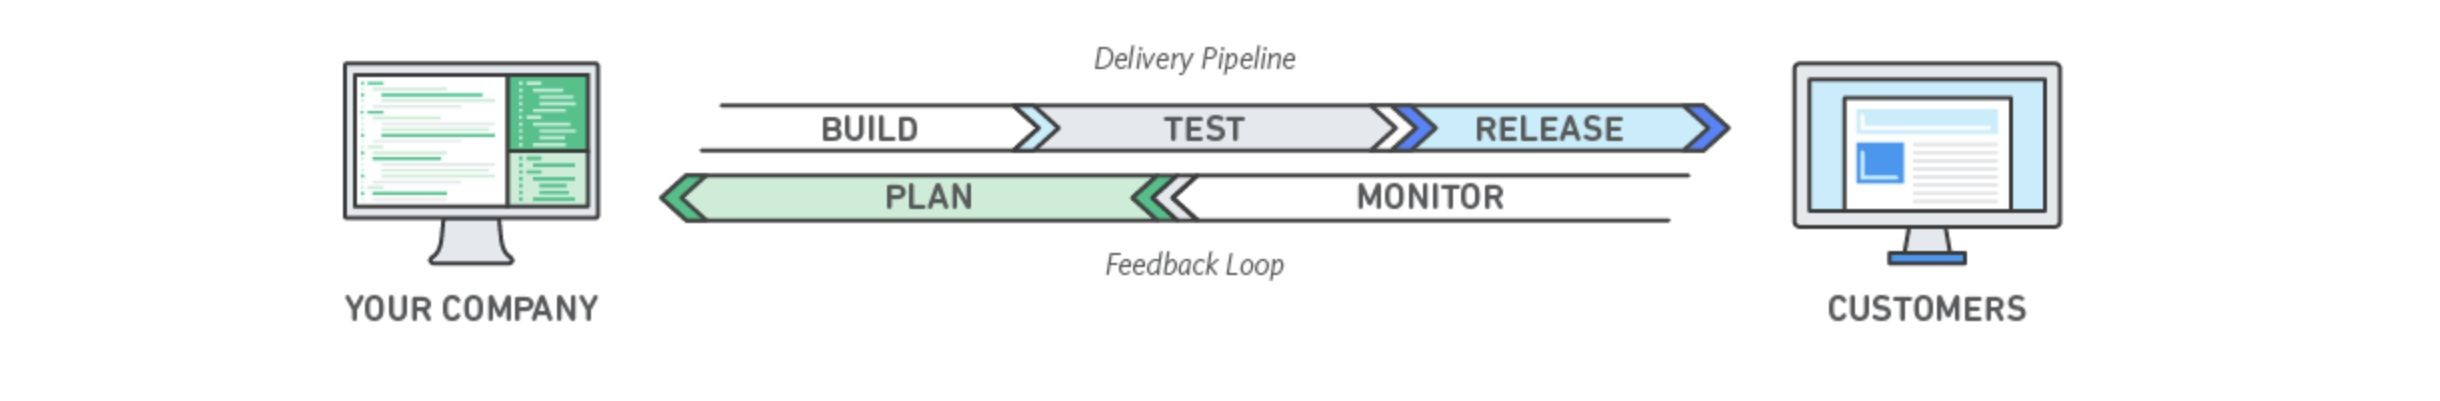 Delivery Pipeline
BUILD
TEST
RELEASE
PLAN
MONITOR
Feedback Loop
YOUR COMPANY
CUSTOMERS